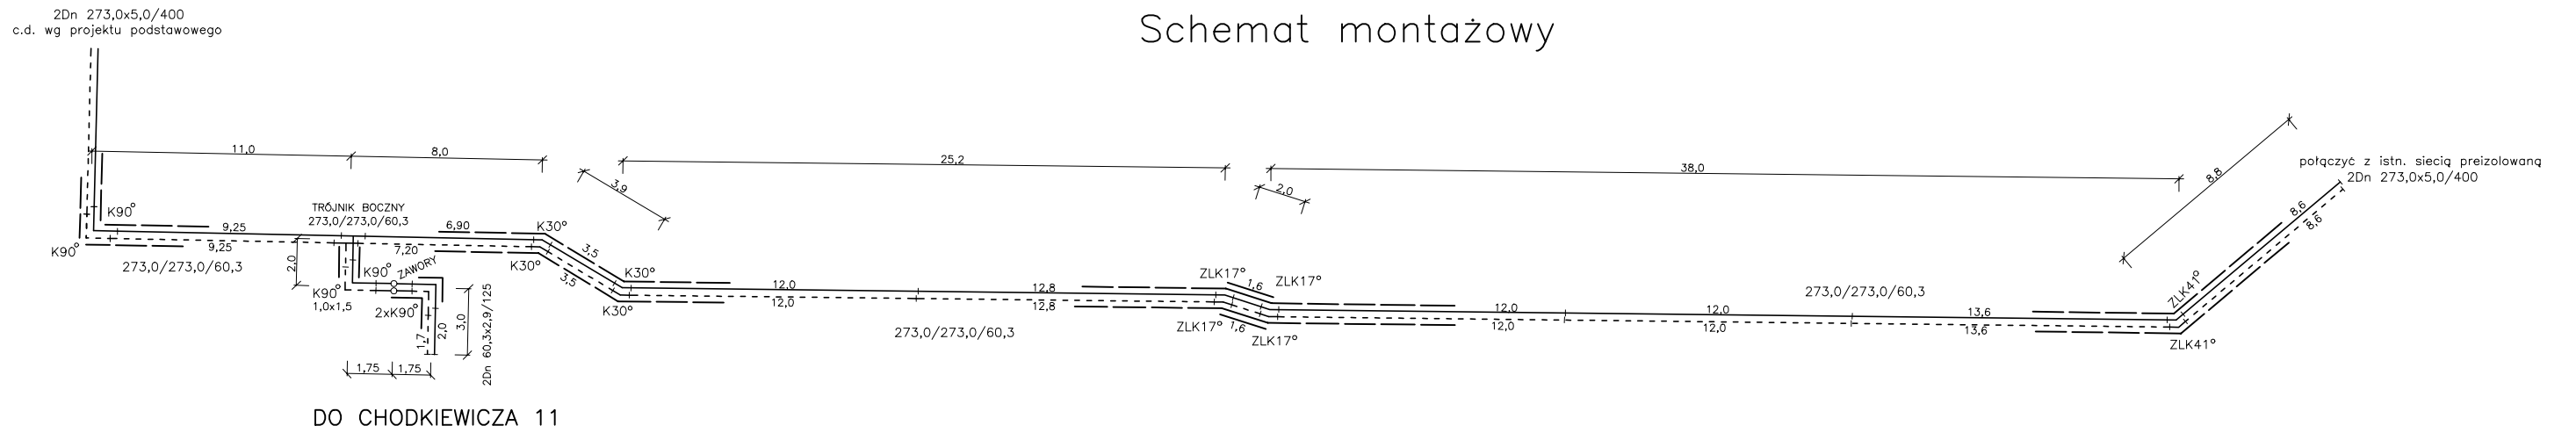 2Dn 273,0x5,0/400
c.d. wg projektu podstawowego
Schemat montażowy
11,0
8,0
3,9
25,2
2,0
38,0
8,8
połączyć z istn. siecią preizolowaną
2Dn 273,0x5,0/400
K90°
K90°
9,25
9,25
273,0/273,0/60,3
TRÓJNIK BOCZNY
273,0/273,0/60,3
6,90
7,20
K30°
K30°
3,5
3,5
2,0
K90°
ZAWORY
K90°
1,0x1,5
2xK90°
1,7
2,0
3,0
2Dn 60,3x2,9/125
1,75
1,75
DO CHODKIEWICZA 11
K30°
K30°
12,0
12,0
12,8
12,8
273,0/273,0/60,3
ZLK17°
ZLK17°
1,6
1,6
ZLK17°
ZLK17°
12,0
12,0
12,0
12,0
273,0/273,0/60,3
13,6
13,6
ZLK41°
ZLK41°
8,6
8,6